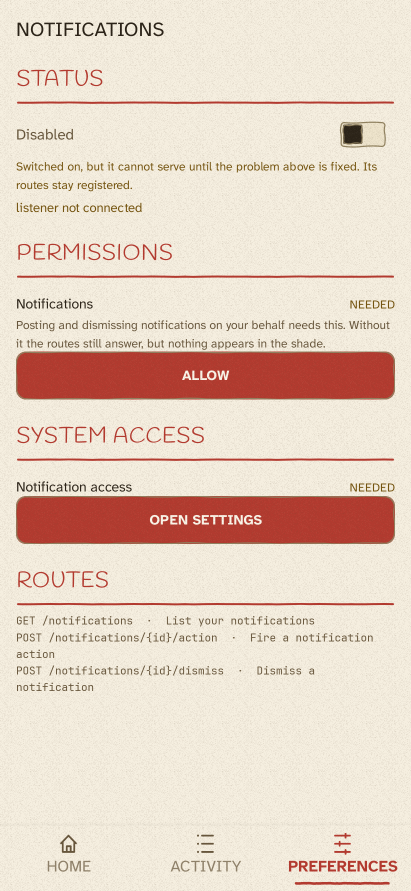 NOTIFICATIONS
STATUS
Disabled
Switched on, but it cannot serve until the problem above is fixed. Its
routes stay registered.
listener not connected
PERMISSIONS
Notifications NEEDED
Posting and dismissing notifications on your behalf needs this. Without
it the routes still answer, but nothing appears in the shade.
ALLOW
SYSTEM ACCESS
Notification access NEEDED
OPEN SETTINGS
ROUTES
GET /notifications · List your notifications
POST /notifications/{id}/action · Fire a notification
action
POST /notifications/{id}/dismiss · Dismiss a
notification
HOME ACTIVITY PREFERENCES